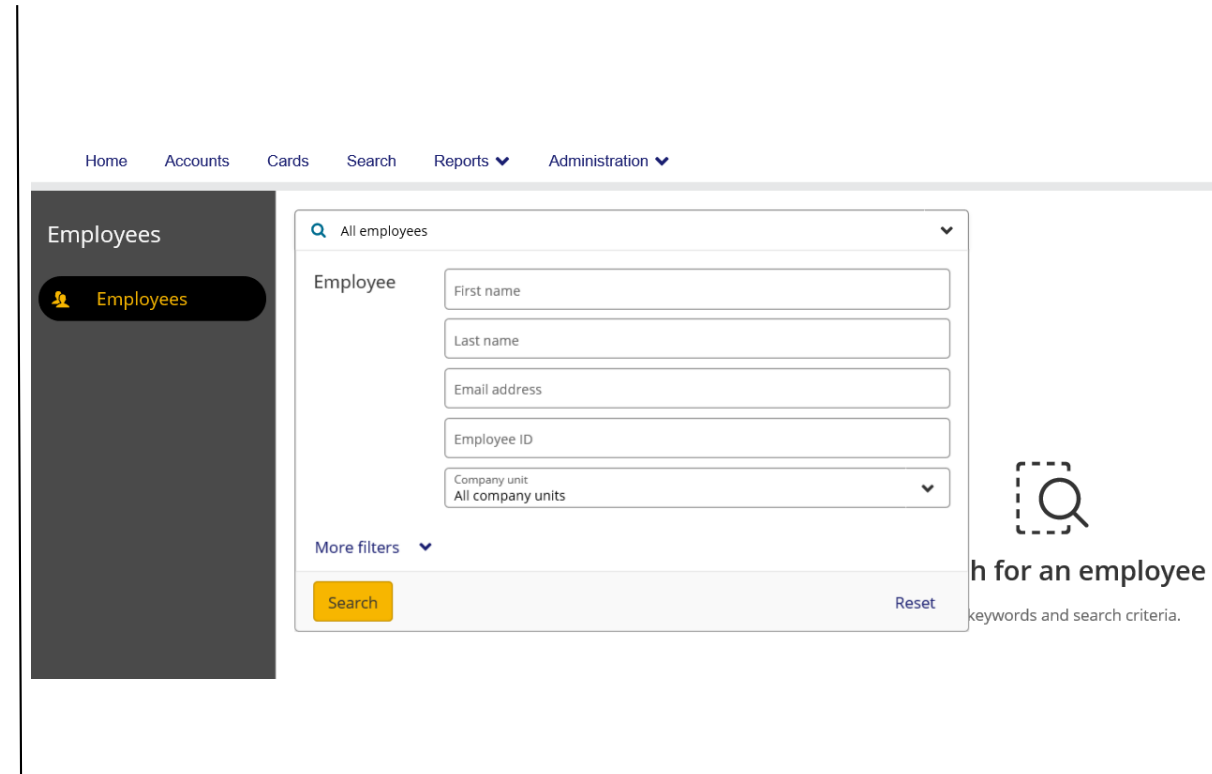 Home Accounts Cards Search Reports Administration
Employees
Employees
All employees
Employee
First name
Last name
Email address
Employee ID
Company unit
All company units
More filters
Search
Reset
for an employee
keywords and search criteria.